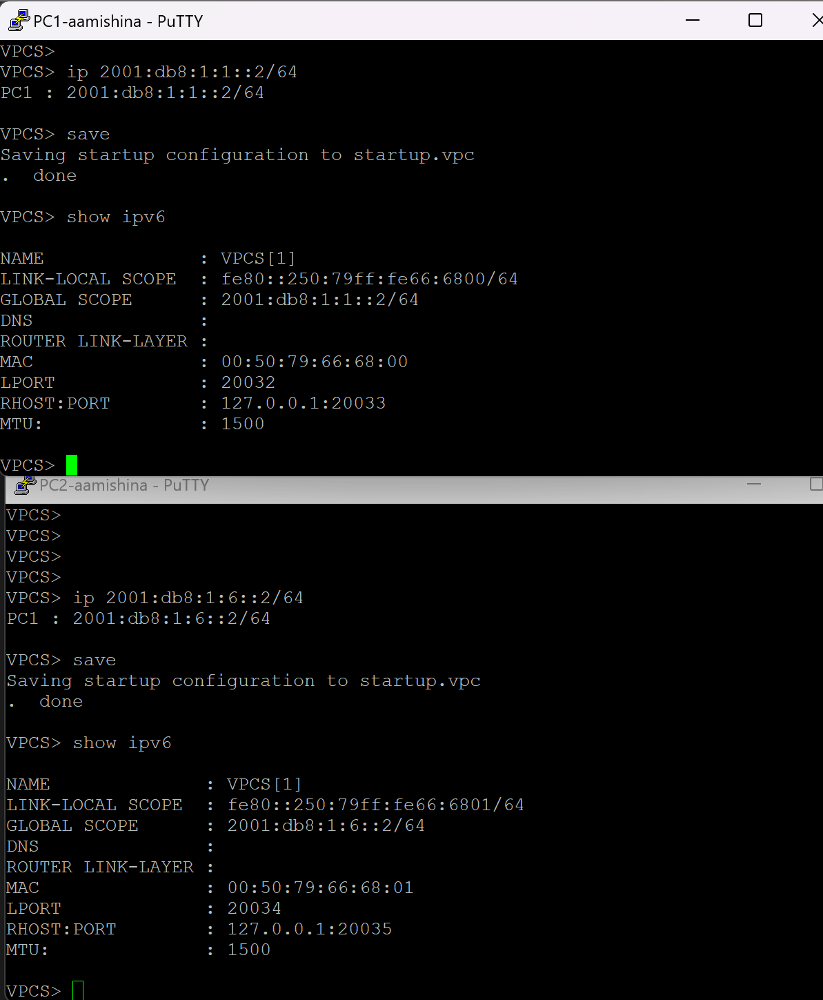 PC1-aamishina - PuTTY
VPCS>
VPCS> ip 2001:db8:1:1::2/64
PC1 : 2001:db8:1:1::2/64
VPCS> save
Saving startup configuration to startup.vpc
.  done
VPCS> show ipv6
NAME              : VPCS[1]
LINK-LOCAL SCOPE  : fe80::250:79ff:fe66:6800/64
GLOBAL SCOPE      : 2001:db8:1:1::2/64
DNS               :
ROUTER LINK-LAYER :
MAC               : 00:50:79:66:68:00
LPORT             : 20032
RHOST:PORT        : 127.0.0.1:20033
MTU:              : 1500
VPCS>
PC2-aamishina - PuTTY
VPCS>
VPCS>
VPCS>
VPCS>
VPCS> ip 2001:db8:1:6::2/64
PC1 : 2001:db8:1:6::2/64
VPCS> save
Saving startup configuration to startup.vpc
.  done
VPCS> show ipv6
NAME              : VPCS[1]
LINK-LOCAL SCOPE  : fe80::250:79ff:fe66:6801/64
GLOBAL SCOPE      : 2001:db8:1:6::2/64
DNS               :
ROUTER LINK-LAYER :
MAC               : 00:50:79:66:68:01
LPORT             : 20034
RHOST:PORT        : 127.0.0.1:20035
MTU:              : 1500
VPCS>